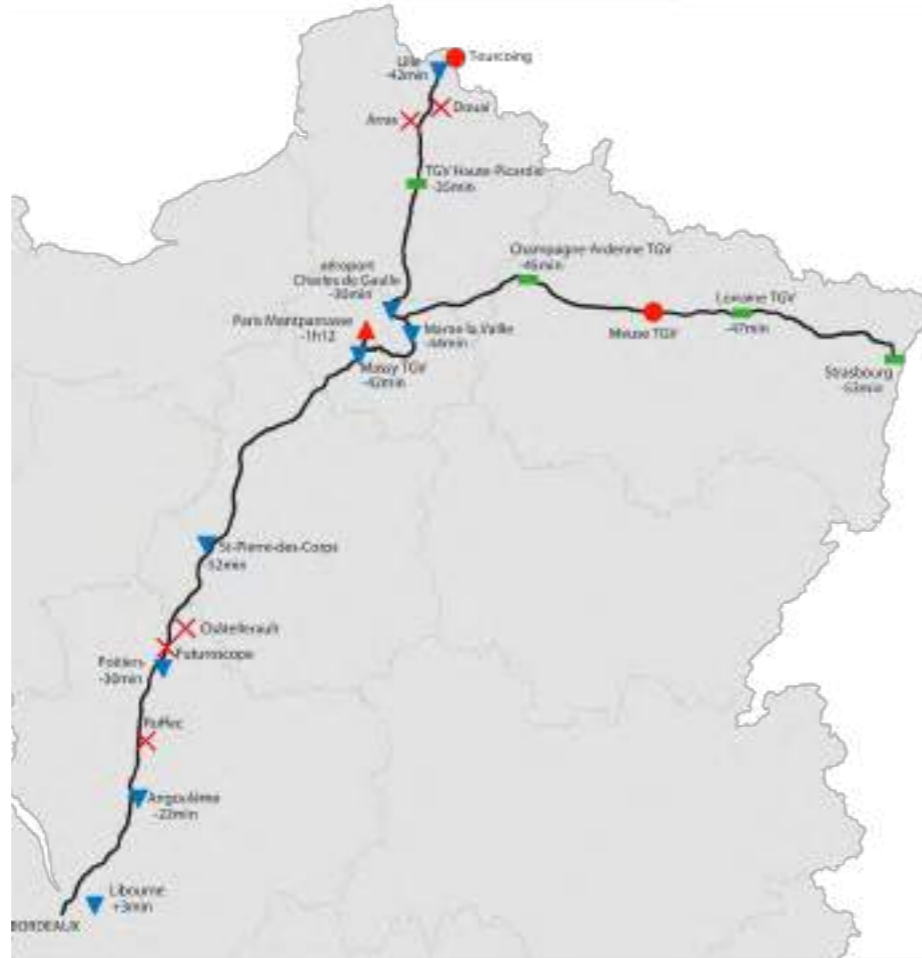 Tourcoing
Lille
-42min
Douai
Arras
TGV Haute-Picardie
-35min
Champagne-Ardenne TGV
-45min
aéroport
Charles de Gaulle
-30min
Lorraine TGV
-47min
Paris Montparnasse
-1h12
Marne-la-Vallée
-44min
Meuse TGV
Massy TGV
-42min
Strasbourg
-53min
St-Pierre-des-Corps
-52min
Châtellerault
Futuroscope
Poitiers
-30min
Ruffec
Angoulême
-22min
Libourne
+3min
BORDEAUX